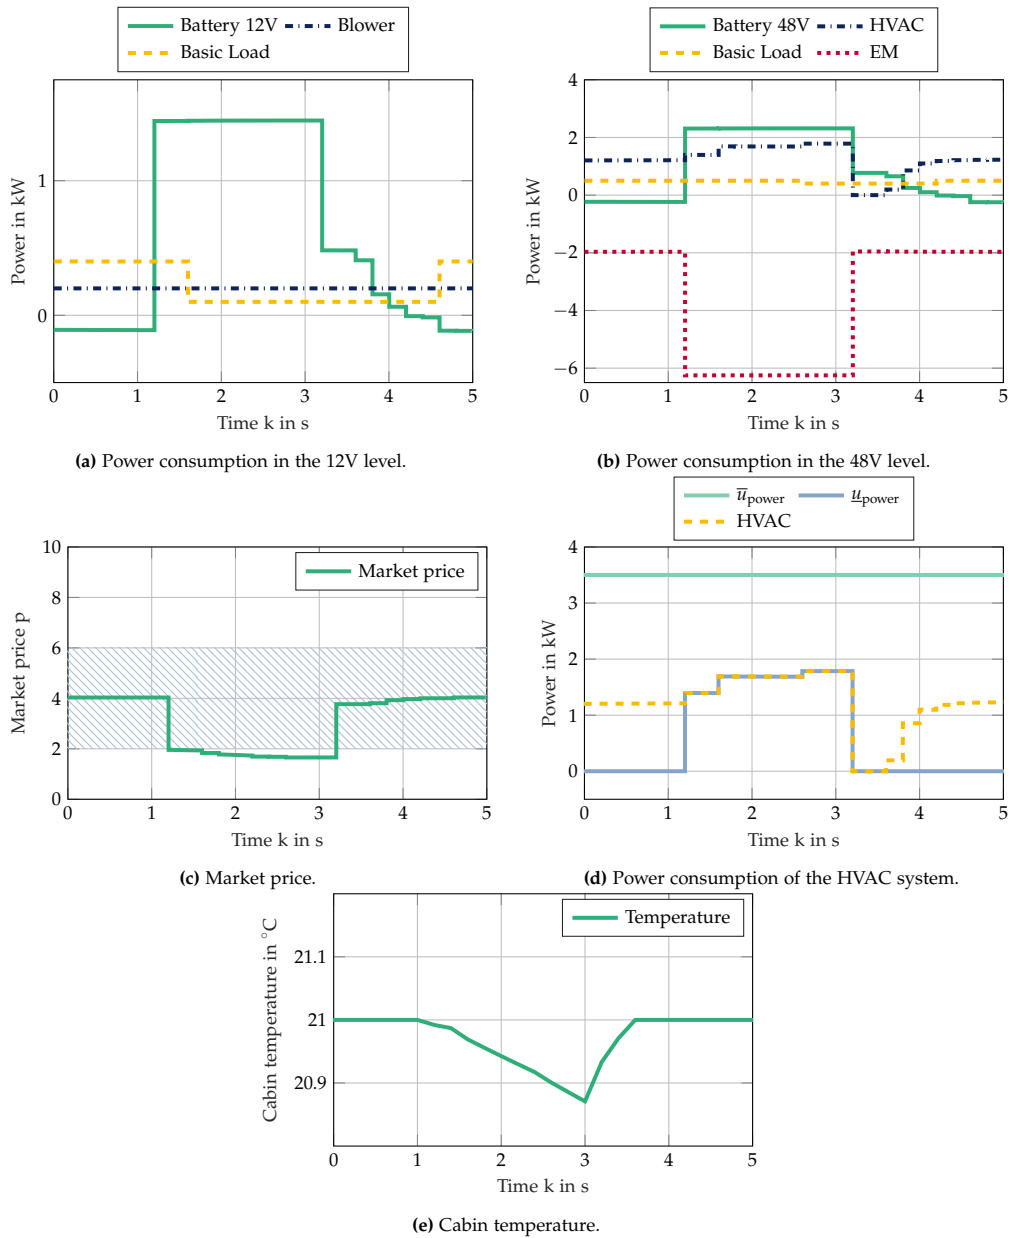 Battery 12V Blower
Basic Load
1
0
0 1 2 3 4 5
Power in kW
Time k in s
(a) Power consumption in the 12V level.
Battery 48V HVAC
Basic Load EM
4
2
0
−2
−4
−6
0 1 2 3 4 5
Power in kW
Time k in s
(b) Power consumption in the 48V level.
Market price
10
8
6
4
2
0
0 1 2 3 4 5
Market price p
Time k in s
(c) Market price.
u̅power u̲power
HVAC
4
3
2
1
0
0 1 2 3 4 5
Power in kW
Time k in s
(d) Power consumption of the HVAC system.
Temperature
21.1
21
20.9
0 1 2 3 4 5
Cabin temperature in °C
Time k in s
(e) Cabin temperature.